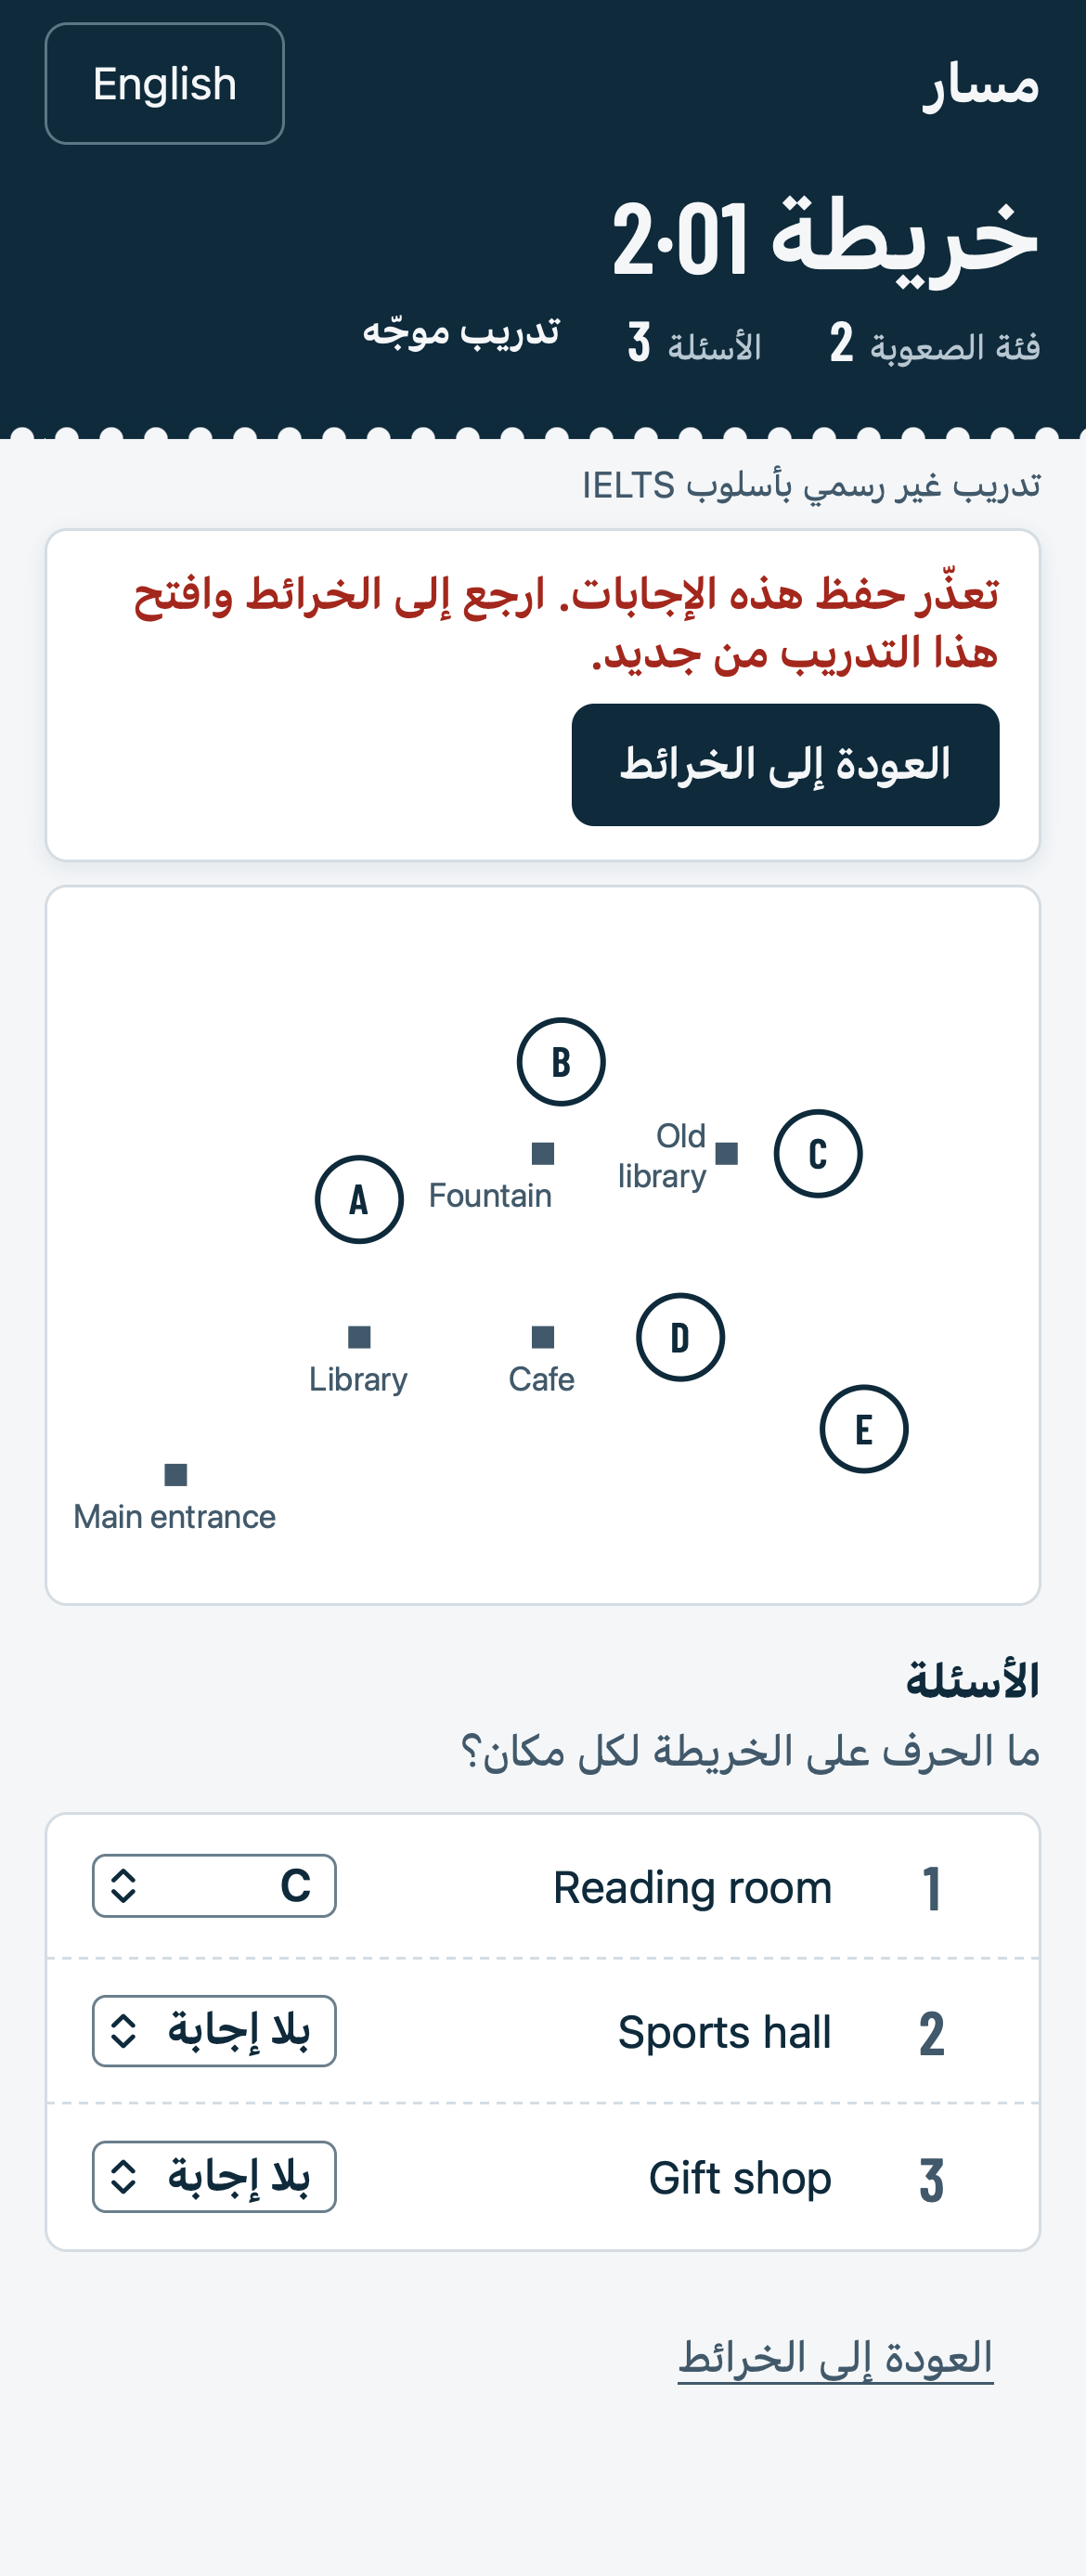 مسار
English
خريطة 2·01
فئة الصعوبة 2 الأسئلة 3 تدريب موجّه
تدريب غير رسمي بأسلوب IELTS
تعذّر حفظ هذه الإجابات. ارجع إلى الخرائط وافتح
هذا التدريب من جديد.
العودة إلى الخرائط
B
Old
library
C
A
Fountain
D
Library
Cafe
E
Main entrance
الأسئلة
ما الحرف على الخريطة لكل مكان؟
1 Reading room C
2 Sports hall بلا إجابة
3 Gift shop بلا إجابة
العودة إلى الخرائط